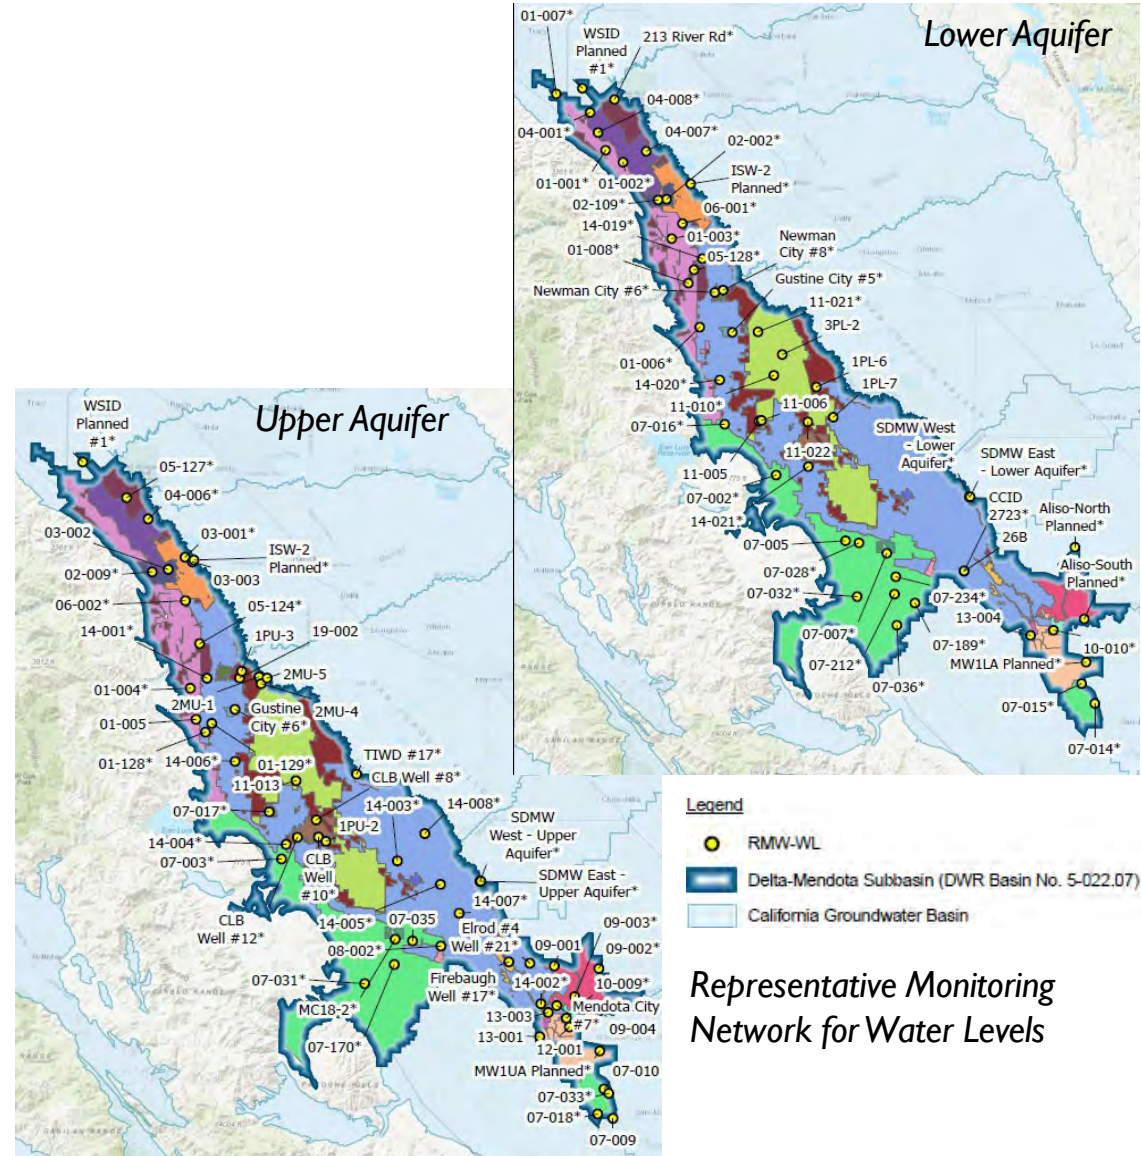 Lower Aquifer
01-007*
WSID
Planned
#1*
213 River Rd*
04-008*
04-001*
04-007*
02-002*
01-001*
01-002*
ISW-2
Planned*
02-109*
06-001*
14-019*
01-003*
Newman
City #8*
01-008*
05-128*
Newman City #6*
Gustine City #5*
11-021*
3PL-2
01-006*
1PL-6
14-020*
1PL-7
11-010*
11-006
07-016*
SDMW West
- Lower
Aquifer*
11-022
SDMW East
- Lower Aquifer*
11-005
07-002*
CCID
2723*
26B
14-021*
Aliso-North
Planned*
07-005
Aliso-South
Planned*
07-028*
07-032*
07-234*
13-004
07-007*
07-189*
10-010*
07-212*
MW1LA Planned*
07-036*
07-015*
07-014*
Upper Aquifer
WSID
Planned
#1*
05-127*
04-006*
03-002
03-001*
ISW-2
Planned*
02-009*
03-003
06-002*
05-124*
14-001*
1PU-3
19-002
01-004*
2MU-5
2MU-1
Gustine
City #6*
2MU-4
01-005
TIWD #17*
01-128*
14-006*
01-129*
CLB Well #8*
11-013
14-003*
14-008*
07-017*
1PU-2
SDMW
West - Upper
Aquifer*
14-004*
07-003*
CLB
Well
#10*
SDMW East -
Upper Aquifer*
14-007*
CLB
Well #12*
14-005*
07-035
Elrod #4
Well #21*
09-003*
08-002*
09-001
09-002*
07-031*
Firebaugh
Well #17*
14-002*
10-009*
MC18-2*
13-003
Mendota City
#7*
09-004
07-170*
13-001
12-001
MW1UA Planned*
07-010
07-033*
07-018*
07-009
Legend
RMW-WL
Delta-Mendota Subbasin (DWR Basin No. 5-022.07)
California Groundwater Basin
Representative Monitoring
Network for Water Levels